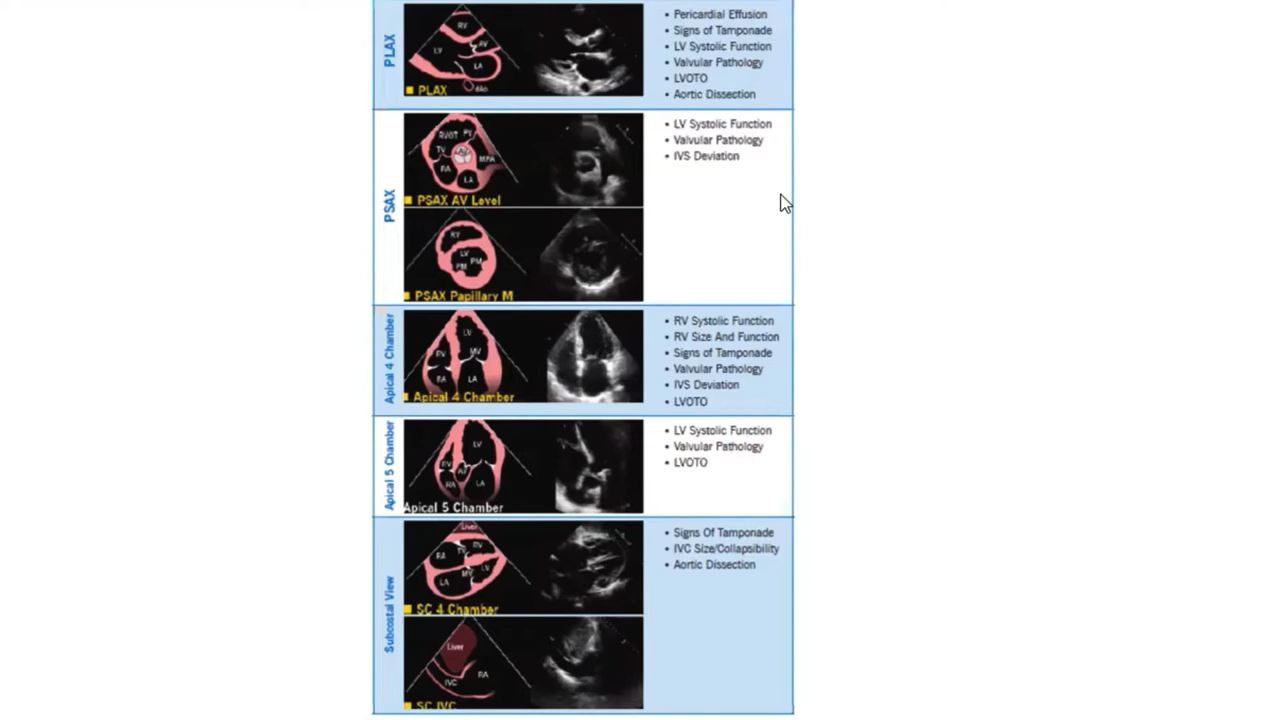 PLAX
RV
LV
AV
LA
dAo
PLAX
• Pericardial Effusion
• Signs of Tamponade
• LV Systolic Function
• Valvular Pathology
• LVOTO
• Aortic Dissection
PSAX
RVOT
PV
TV
RA
MPA
LA
PSAX AV Level
RV
LV
PM
PM
PSAX Papillary M
• LV Systolic Function
• Valvular Pathology
• IVS Deviation
Apical 4 Chamber
LV
RV
MV
RA
LA
Apical 4 Chamber
• RV Systolic Function
• RV Size And Function
• Signs of Tamponade
• Valvular Pathology
• IVS Deviation
• LVOTO
Apical 5 Chamber
LV
RV
RA
LA
Apical 5 Chamber
• LV Systolic Function
• Valvular Pathology
• LVOTO
Subcostal View
Liver
RA
TV
RV
MV
LV
LA
SC 4 Chamber
Liver
RA
IVC
SC IVC
• Signs Of Tamponade
• IVC Size/Collapsibility
• Aortic Dissection